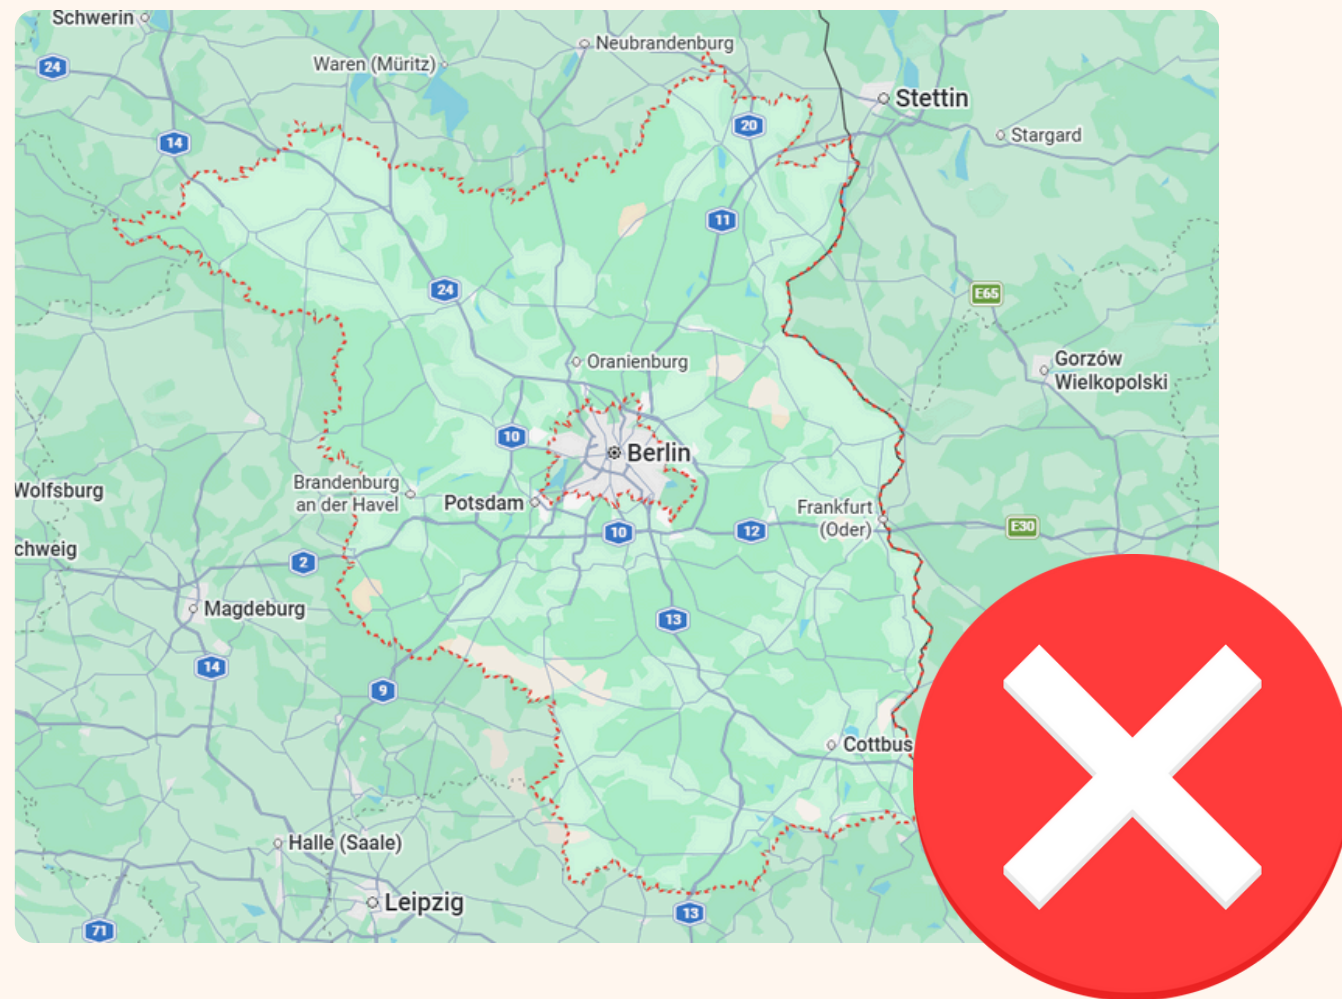 Schwerin
24
Waren (Müritz)
Neubrandenburg
Stettin
20
14
Stargard
11
24
E65
Oranienburg
Gorzów
Wielkopolski
10
Berlin
Brandenburg
an der Havel
Wolfsburg
Potsdam
Frankfurt
(Oder)
10
12
E30
chweig
2
Magdeburg
13
14
9
Cottbus
Halle (Saale)
Leipzig
13
71